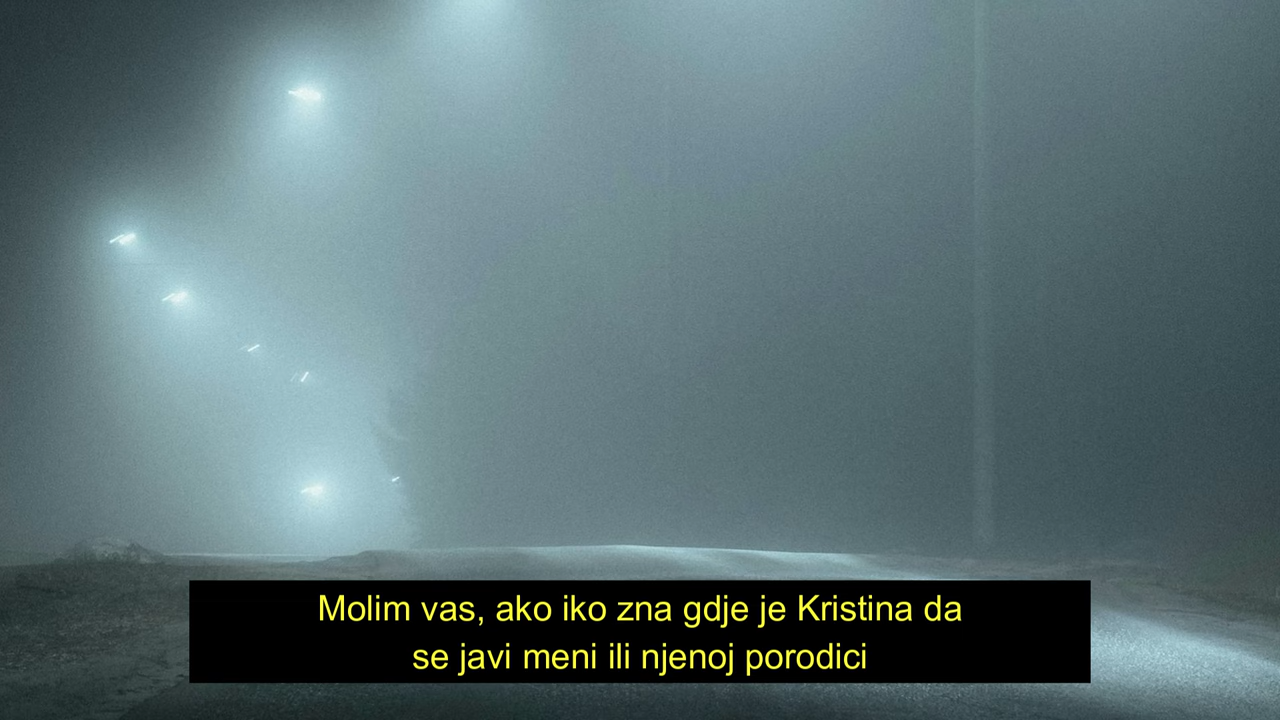 Molim vas, ako iko zna gdje je Kristina da
se javi meni ili njenoj porodici